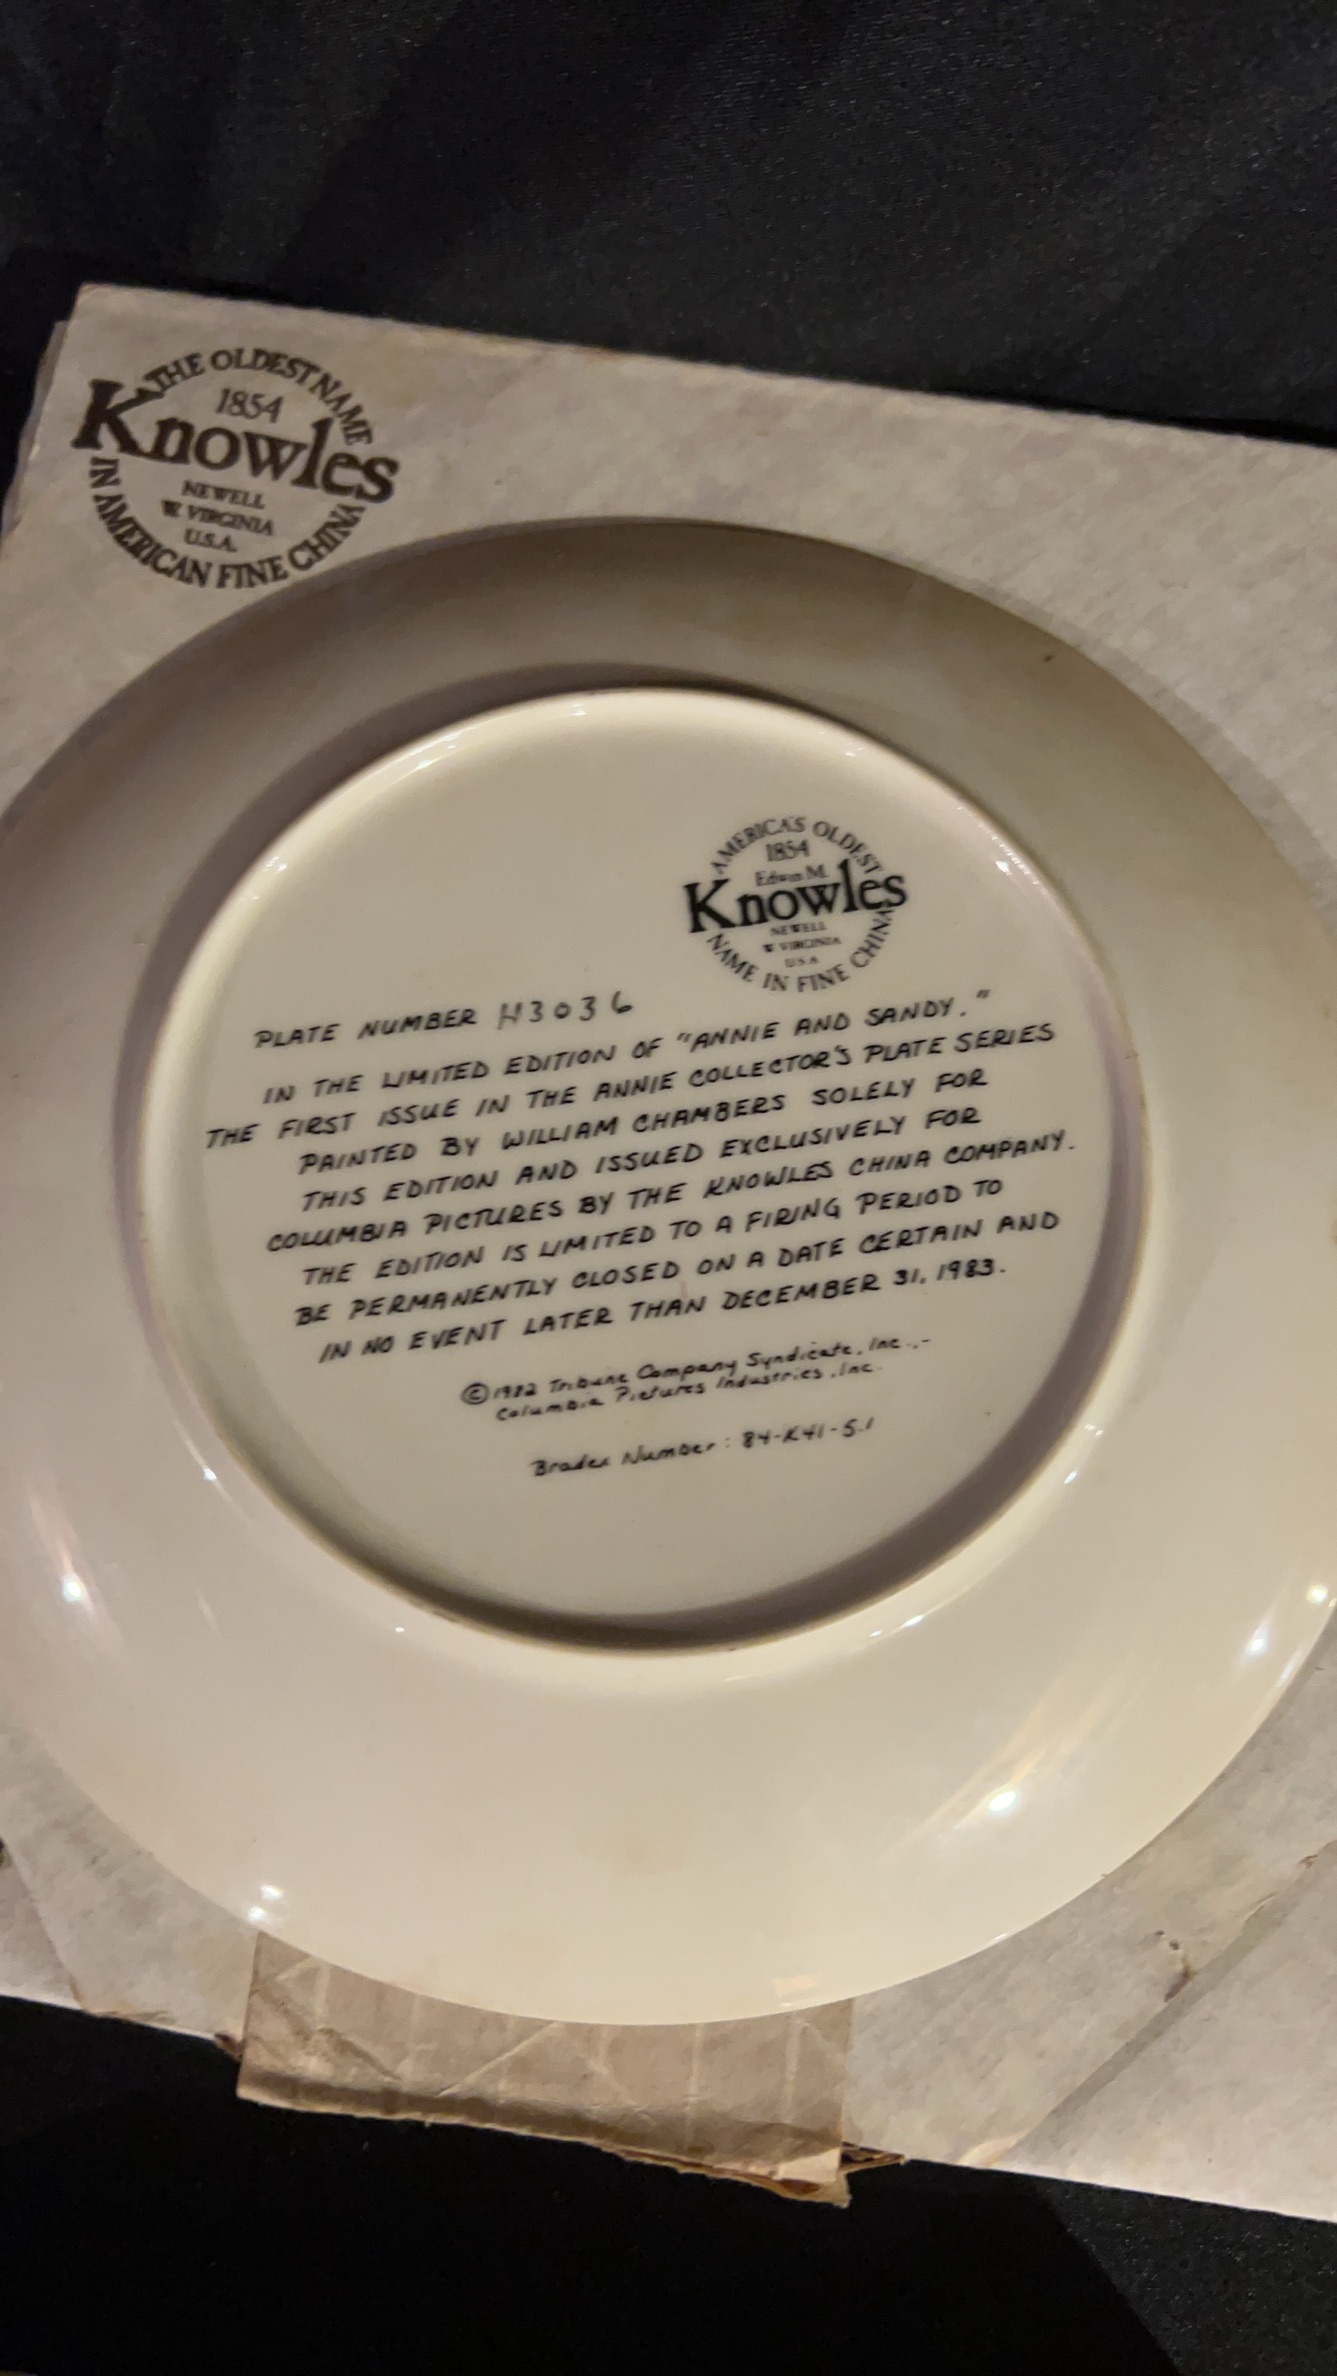 THE OLDEST NAME
1854
Knowles
NEWELL
W. VIRGINIA
U.S.A.
IN AMERICAN FINE CHINA
AMERICA'S OLDEST
1854
Edwin M.
Knowles
NEWELL
W VIRGINIA
U.S.A
NAME IN FINE CHINA
PLATE NUMBER H3036
IN THE LIMITED EDITION OF "ANNIE AND SANDY."
THE FIRST ISSUE IN THE ANNIE COLLECTOR'S PLATE SERIES
PAINTED BY WILLIAM CHAMBERS SOLELY FOR
THIS EDITION AND ISSUED EXCLUSIVELY FOR
COLUMBIA PICTURES BY THE KNOWLES CHINA COMPANY.
THE EDITION IS LIMITED TO A FIRING PERIOD TO
BE PERMANENTLY CLOSED ON A DATE CERTAIN AND
IN NO EVENT LATER THAN DECEMBER 31, 1983.
©1982 Tribune Company Syndicate, Inc.,-
Columbia Pictures Industries, Inc.
Bradex Number: 84-K41-5.1